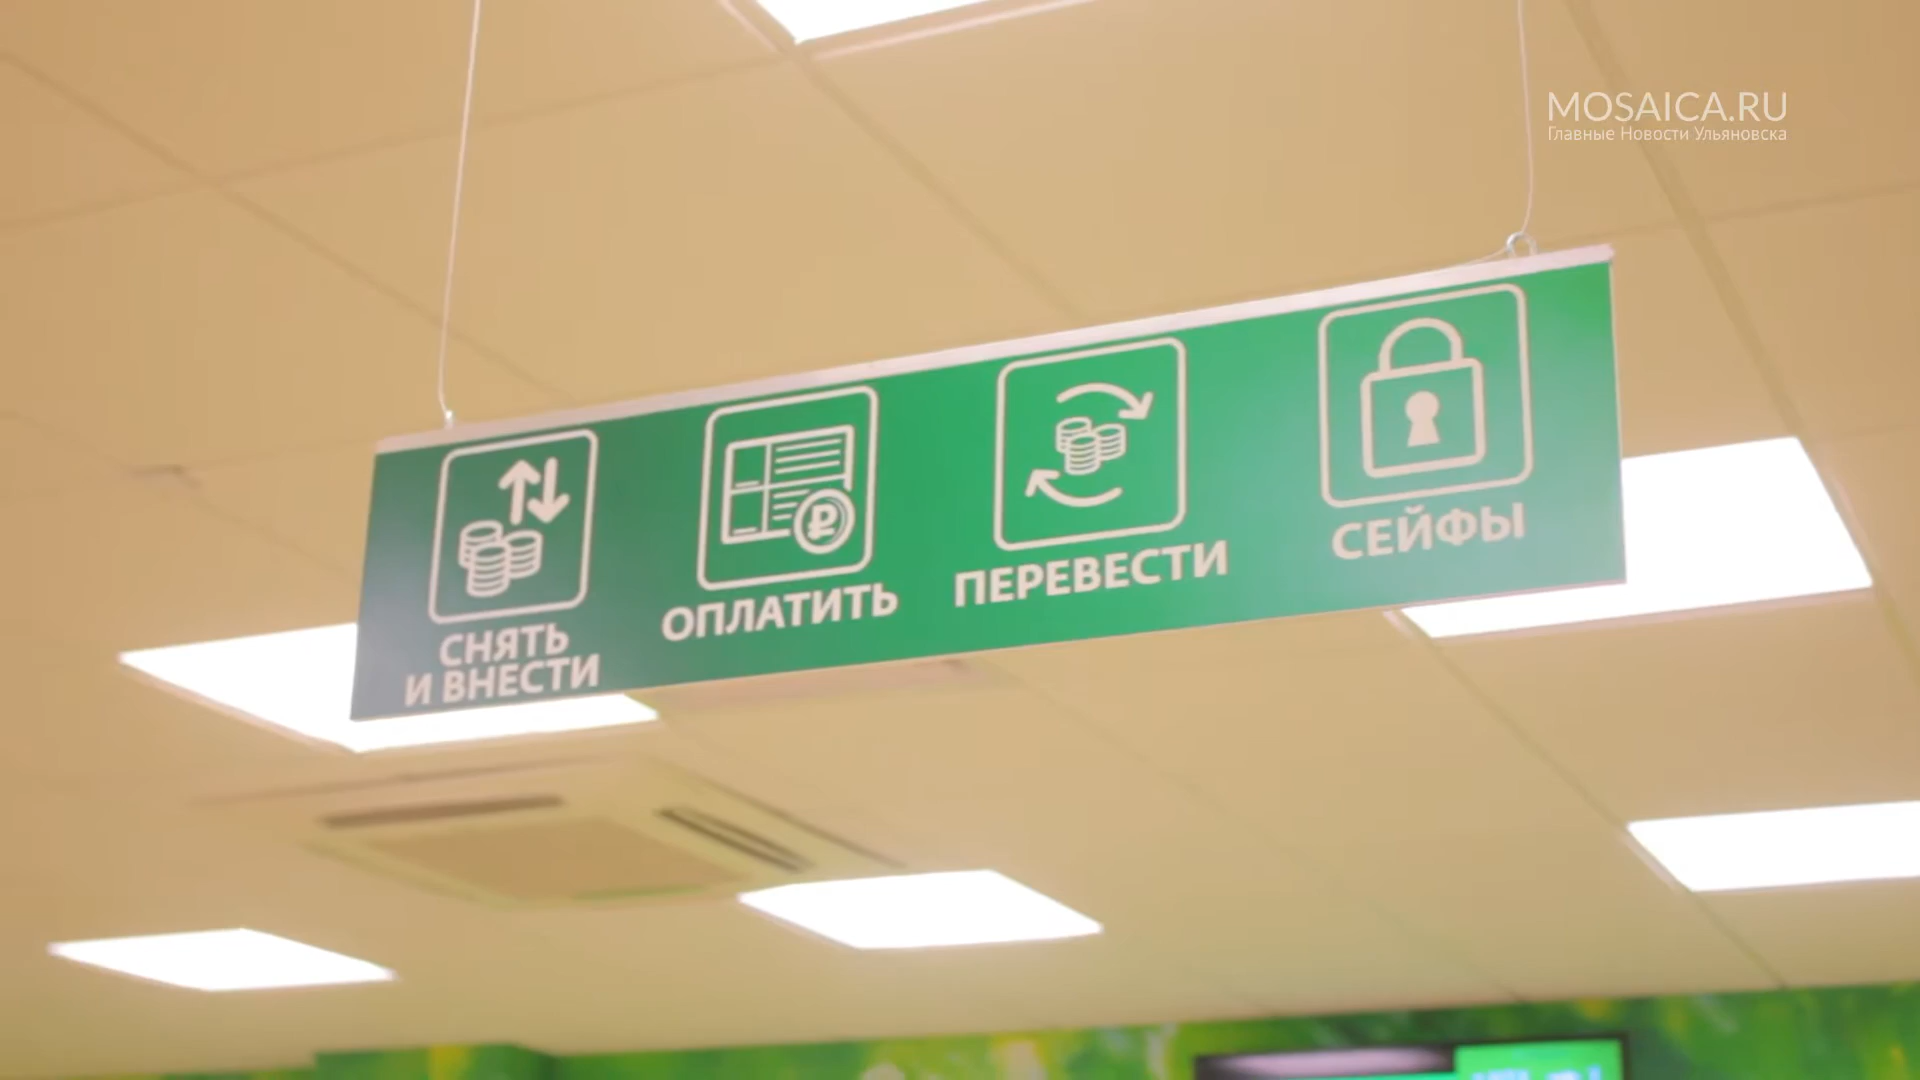 MOSAICA.RU
Главные Новости Ульяновска
СНЯТЬ
И ВНЕСТИ
ОПЛАТИТЬ
ПЕРЕВЕСТИ
СЕЙФЫ